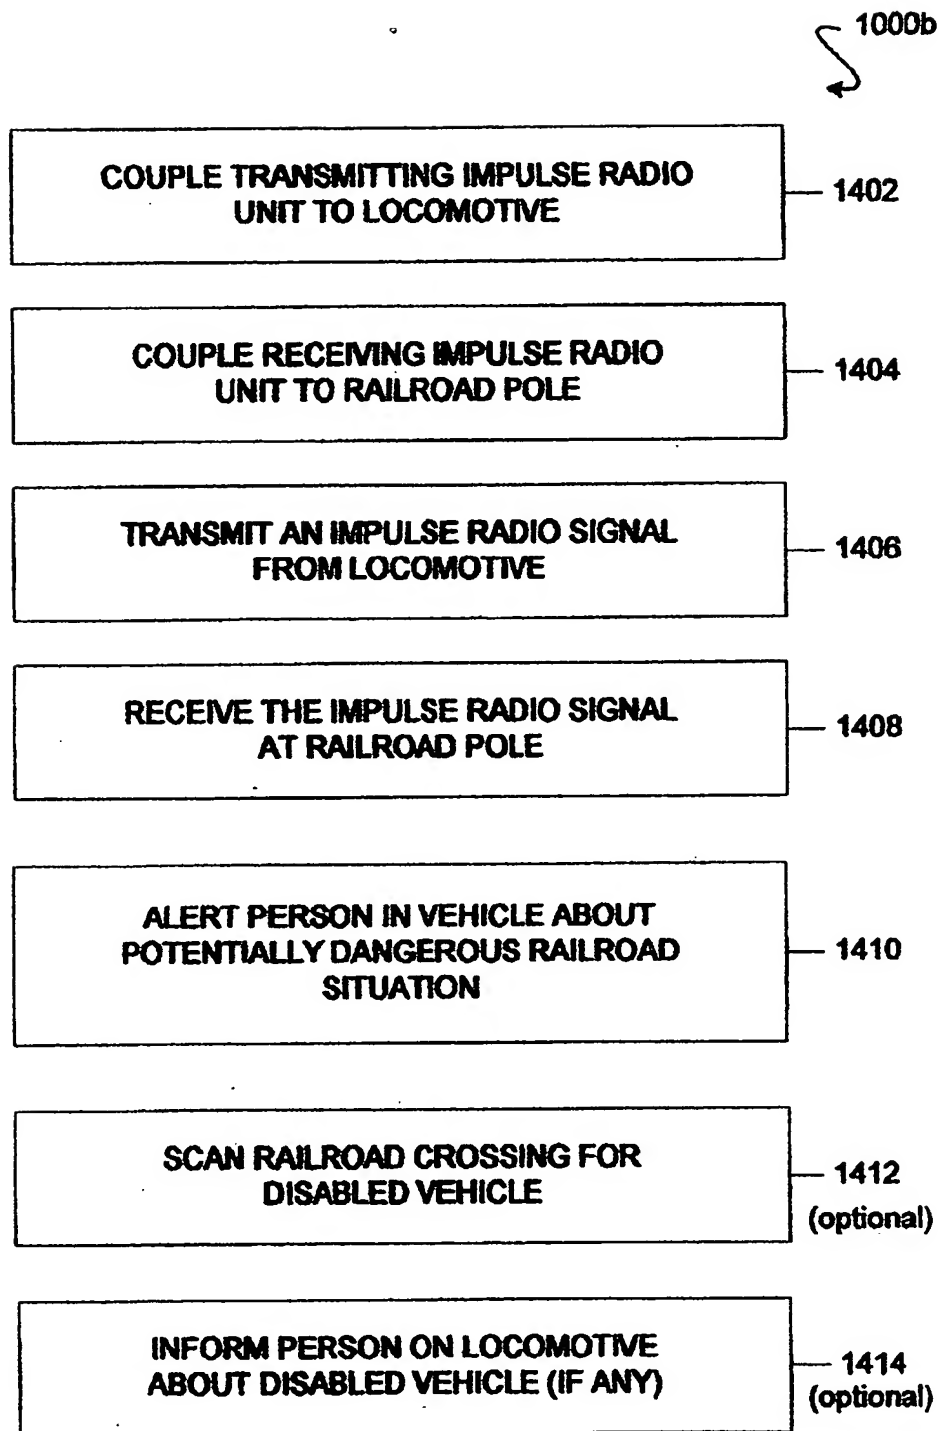 1000b
COUPLE TRANSMITTING IMPULSE RADIO
UNIT TO LOCOMOTIVE
1402
COUPLE RECEIVING IMPULSE RADIO
UNIT TO RAILROAD POLE
1404
TRANSMIT AN IMPULSE RADIO SIGNAL
FROM LOCOMOTIVE
1406
RECEIVE THE IMPULSE RADIO SIGNAL
AT RAILROAD POLE
1408
ALERT PERSON IN VEHICLE ABOUT
POTENTIALLY DANGEROUS RAILROAD
SITUATION
1410
SCAN RAILROAD CROSSING FOR
DISABLED VEHICLE
1412
(optional)
INFORM PERSON ON LOCOMOTIVE
ABOUT DISABLED VEHICLE (IF ANY)
1414
(optional)